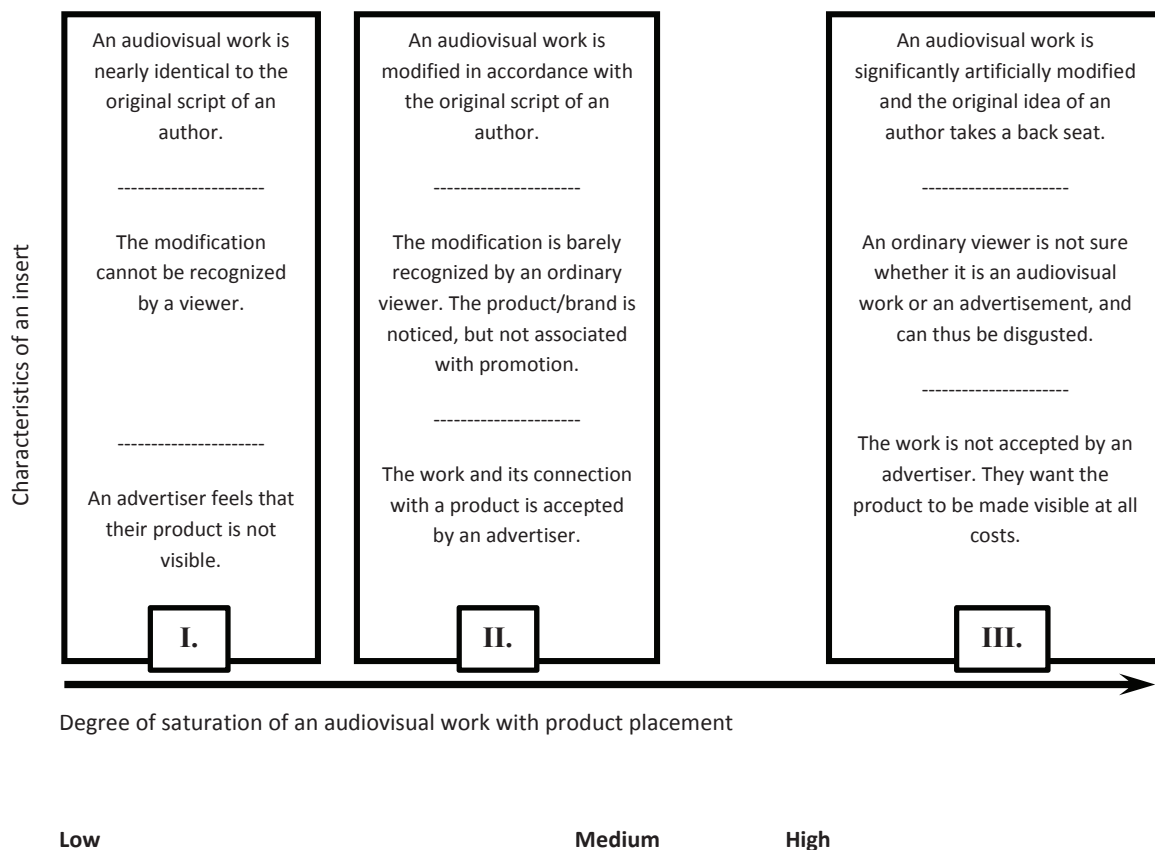 Characteristics of an insert
An audiovisual work is
nearly identical to the
original script of an
author.
----------------------
The modification
cannot be recognized
by a viewer.
----------------------
An advertiser feels that
their product is not
visible.
I.
An audiovisual work is
modified in accordance with
the original script of an
author.
----------------------
The modification is barely
recognized by an ordinary
viewer. The product/brand is
noticed, but not associated
with promotion.
----------------------
The work and its connection
with a product is accepted
by an advertiser.
II.
An audiovisual work is
significantly artificially modified
and the original idea of an
author takes a back seat.
----------------------
An ordinary viewer is not sure
whether it is an audiovisual
work or an advertisement, and
can thus be disgusted.
----------------------
The work is not accepted by an
advertiser. They want the
product to be made visible at all
costs.
III.
Degree of saturation of an audiovisual work with product placement
Low Medium High